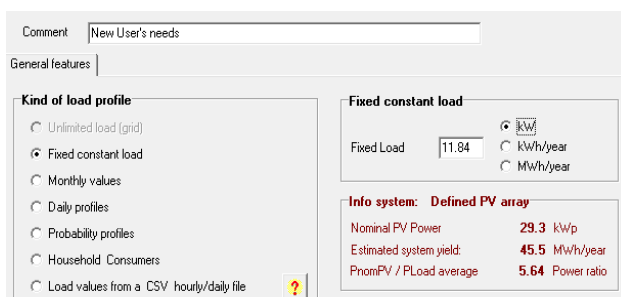 Comment New User's needs
General features
Kind of load profile
Unlimited load (grid)
Fixed constant load
Monthly values
Daily profiles
Probability profiles
Household Consumers
Load values from a CSV hourly/daily file ?
Fixed constant load
Fixed Load 11.84
kW
kWh/year
MWh/year
Info system: Defined PV array
Nominal PV Power 29.3 kWp
Estimated system yield: 45.5 MWh/year
PnomPV / PLoad average 5.64 Power ratio